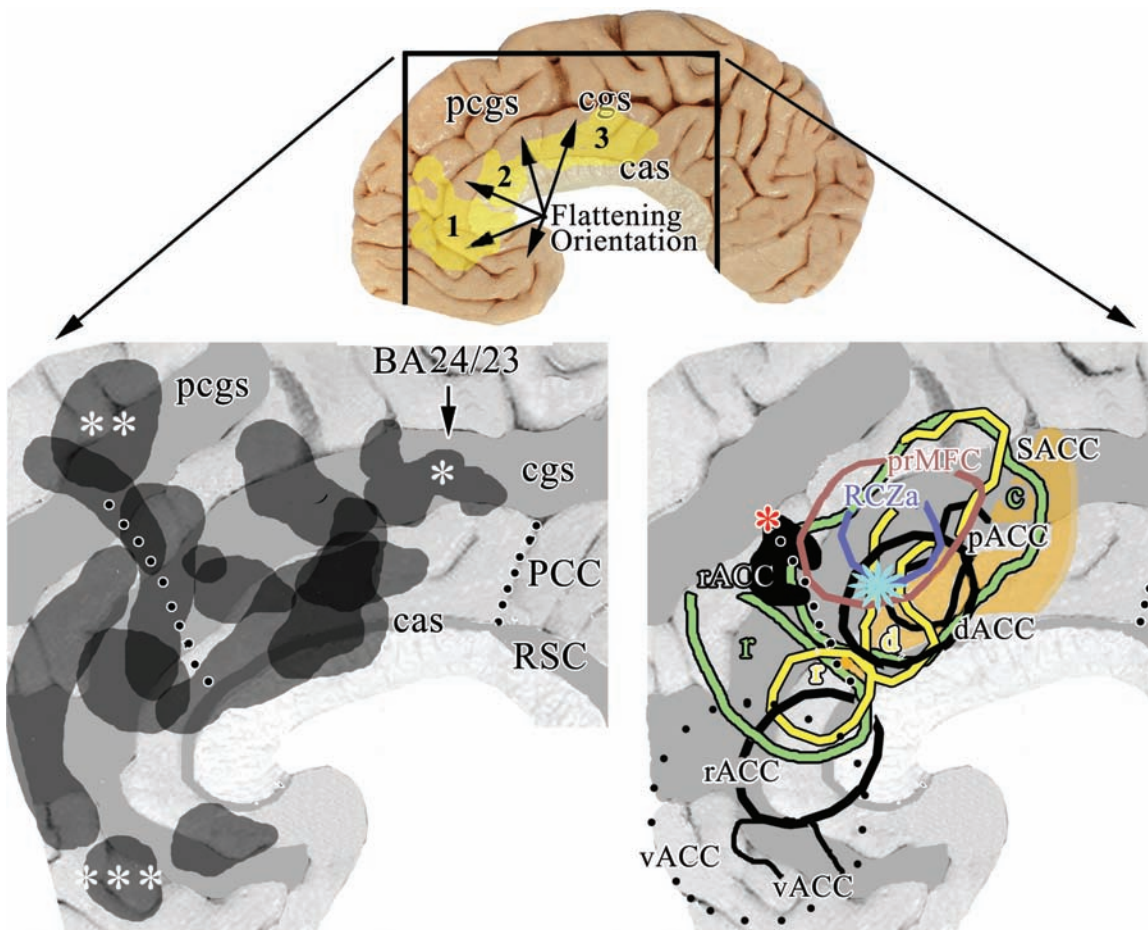 pcgs
cgs
3
cas
2
1
Flattening
Orientation
BA24/23
pcgs
**
*
cgs
PCC
cas
RSC
***
SACC
prMFC
c
RCZa
*
pACC
rACC
dACC
d
r
r
rACC
vACC
vACC